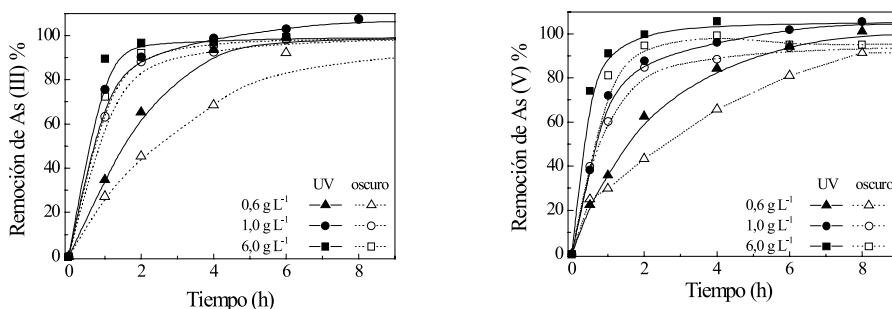 Remoción de As (III) %
100
80
60
40
20
0
0 2 4 6 8
Tiempo (h)
UV oscuro
0,6 g L⁻¹
1,0 g L⁻¹
6,0 g L⁻¹
Remoción de As (V) %
100
80
60
40
20
0
0 2 4 6 8
Tiempo (h)
UV oscuro
0,6 g L⁻¹
1,0 g L⁻¹
6,0 g L⁻¹